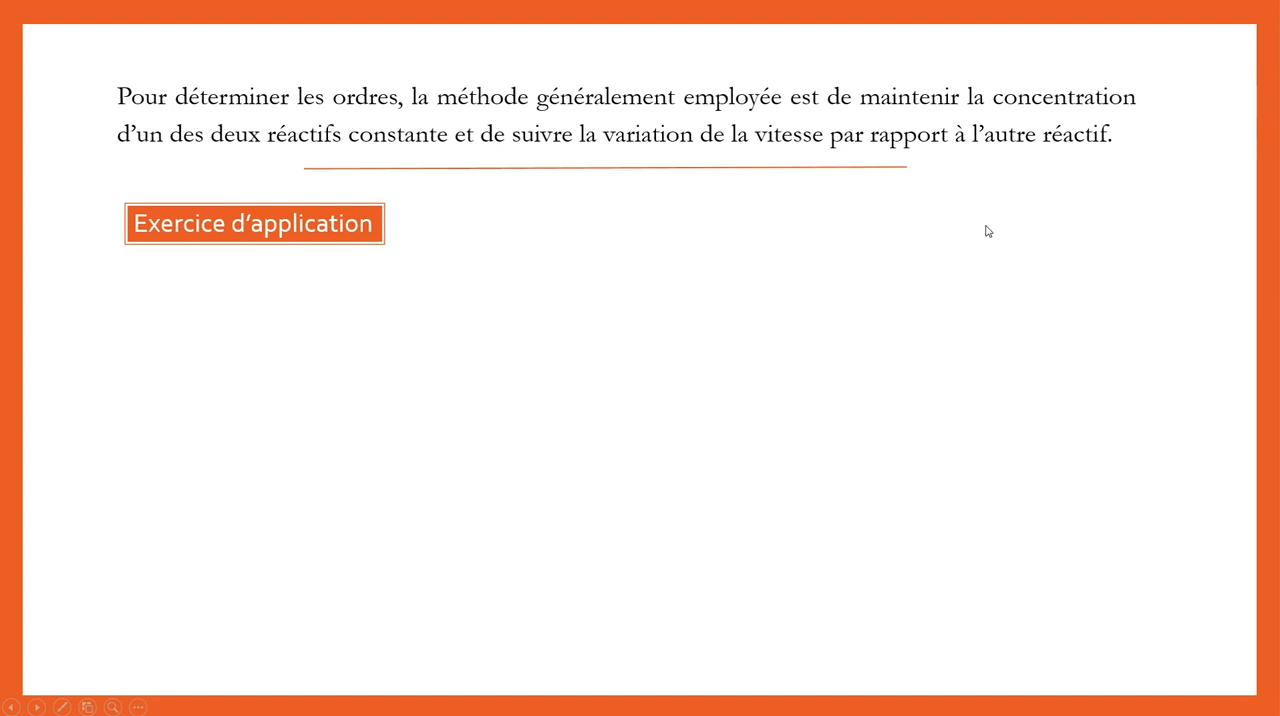 Pour déterminer les ordres, la méthode généralement employée est de maintenir la concentration
d’un des deux réactifs constante et de suivre la variation de la vitesse par rapport à l’autre réactif.
Exercice d’application